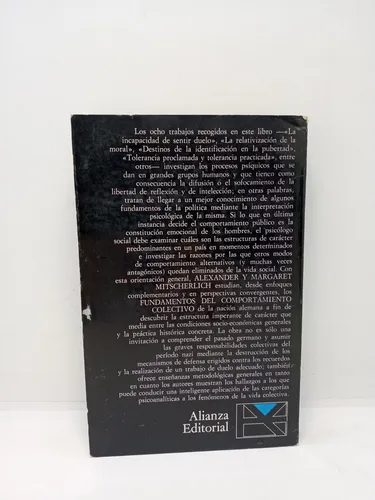 Los ocho trabajos recogidos en este libro —«La
incapacidad de sentir duelo», «La relativización de la
moral», «Destinos de la identificación en la pubertad»,
«Tolerancia proclamada y tolerancia practicada», entre
otros— investigan los procesos psíquicos que se
dan en grandes grupos humanos y que tienen como
consecuencia la difusión o el sofocamiento de la
libertad de reflexión y de intelección; en otras palabras,
tratan de llegar a un mejor conocimiento de algunos
fundamentos de la política mediante la interpretación
psicológica de la misma. Si lo que en última
instancia decide el comportamiento público es la
constitución emocional de los hombres, el psicólogo
social debe examinar cuáles son las estructuras de carácter
predominantes en un país en momentos determinados
e investigar las razones por las que otros modos
de comportamiento alternativos (y muchas veces
antagónicos) quedan eliminados de la vida social. Con
esta orientación general, ALEXANDER Y MARGARET
MITSCHERLICH estudian, desde enfoques
complementarios y en perspectivas convergentes, los
FUNDAMENTOS DEL COMPORTAMIENTO
COLECTIVO de la nación alemana a fin de
descubrir la estructura imperante de carácter que
media entre las condiciones socio-económicas generales
y la práctica histórica concreta. La obra no es sólo una
invitación a comprender el pasado germano y asumir
las graves responsabilidades colectivas del
período nazi mediante la destrucción de los
mecanismos de defensa erigidos contra los recuerdos
y la realización de un trabajo de duelo adecuado; también
ofrece enseñanzas metodológicas generales en tanto
en cuanto los autores muestran los hallazgos a los que
puede conducir una inteligente aplicación de las categorías
psicoanalíticas a los fenómenos de la vida colectiva.
Alianza
Editorial